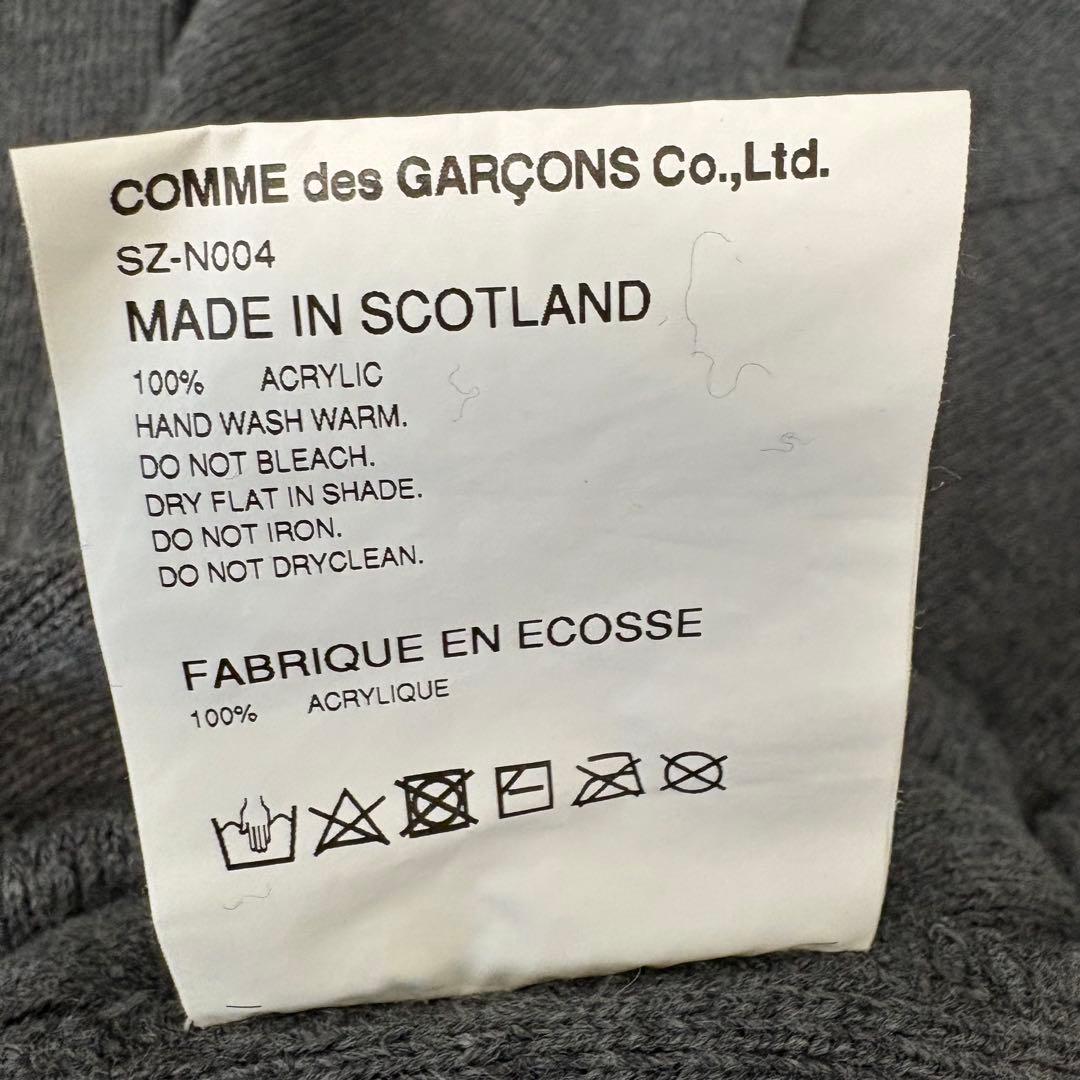 COMME des GARÇONS Co.,Ltd.
SZ-N004
MADE IN SCOTLAND
100% ACRYLIC
HAND WASH WARM.
DO NOT BLEACH.
DRY FLAT IN SHADE.
DO NOT IRON.
DO NOT DRYCLEAN.
FABRIQUE EN ECOSSE
100% ACRYLIQUE